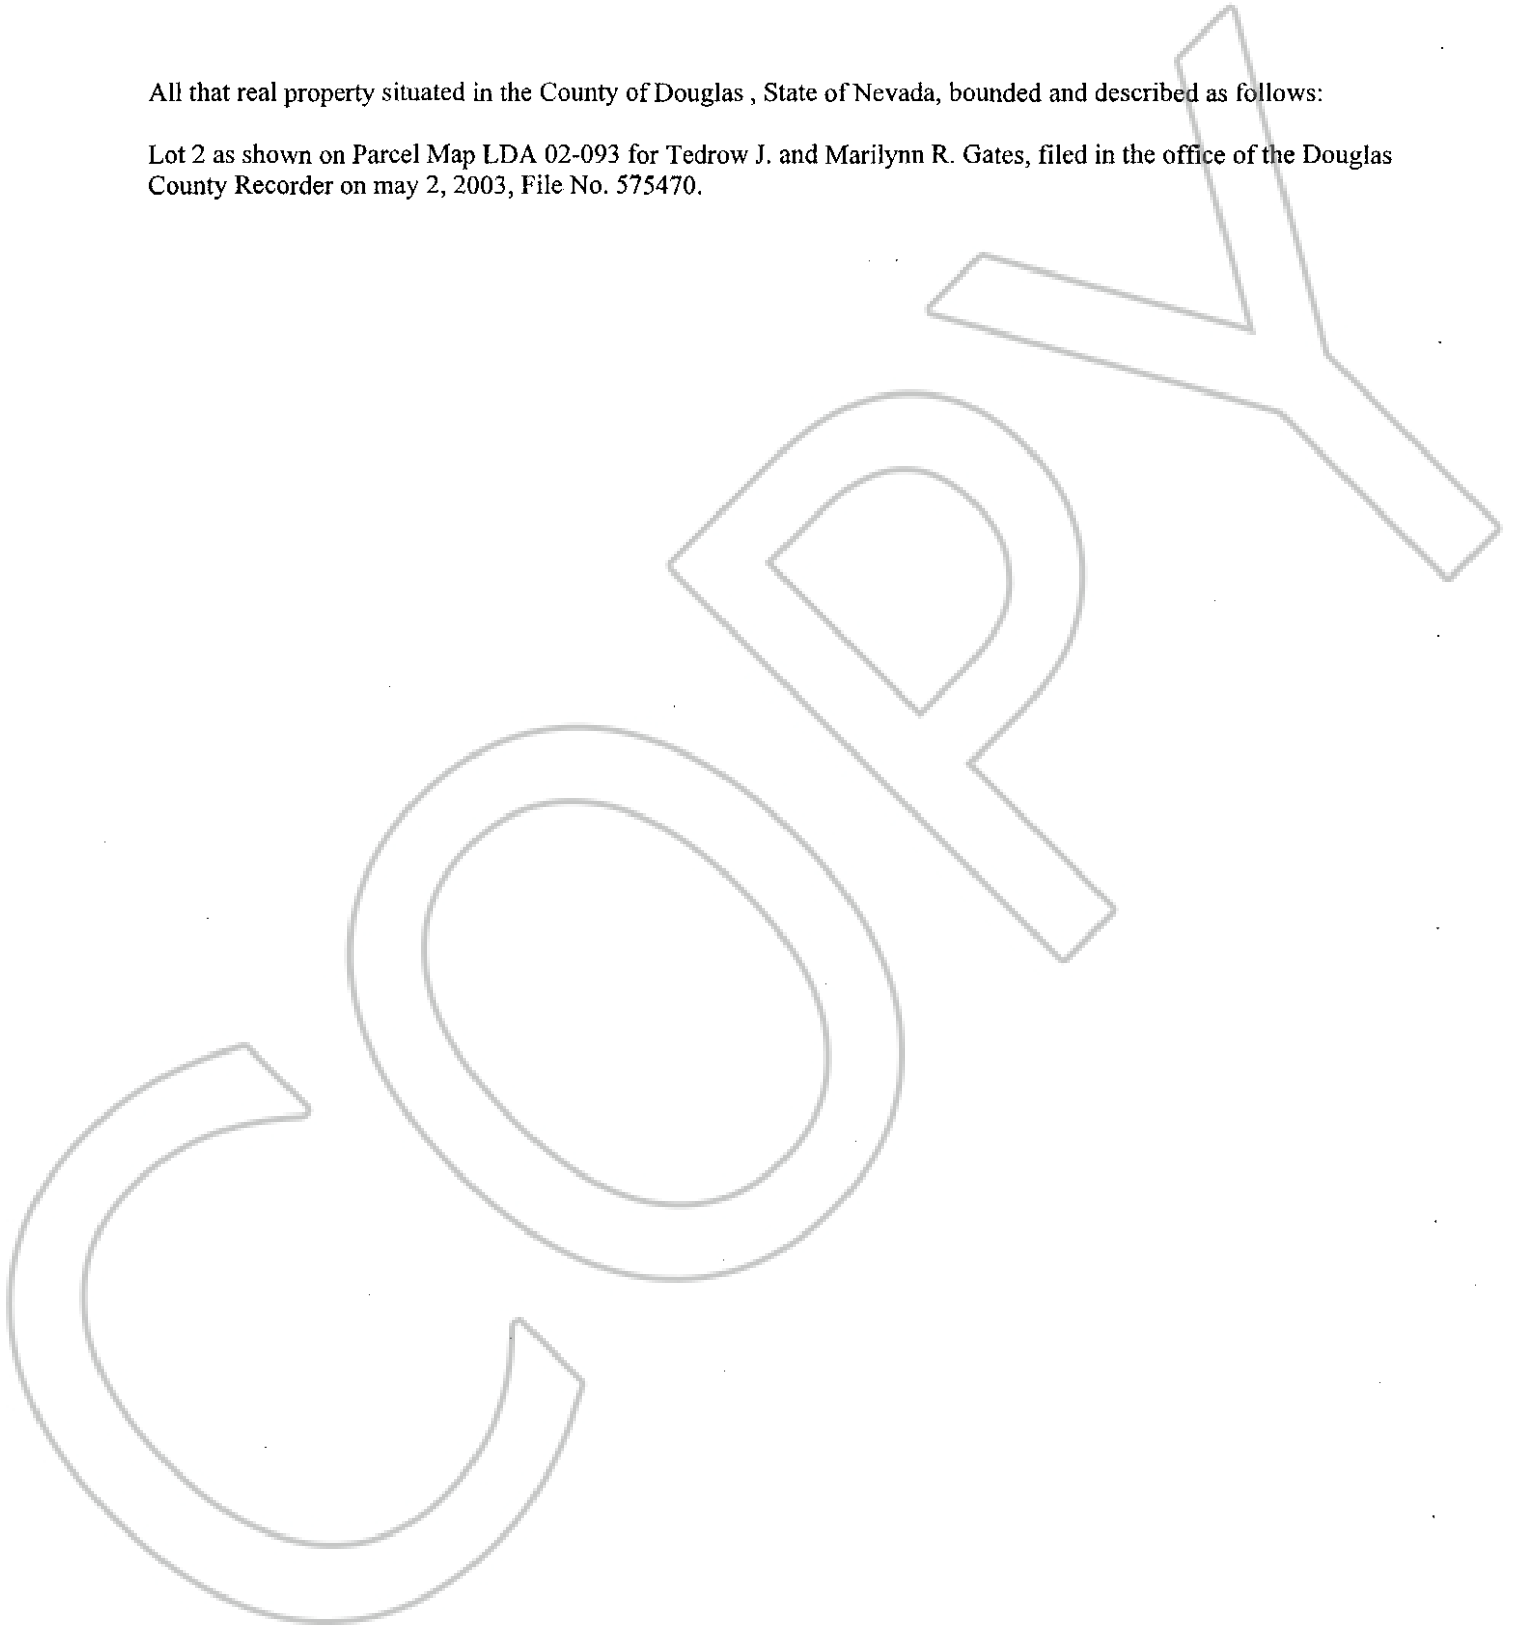 All that real property situated in the County of Douglas , State of Nevada, bounded and described as follows:
Lot 2 as shown on Parcel Map LDA 02-093 for Tedrow J. and Marilynn R. Gates, filed in the office of the Douglas
County Recorder on may 2, 2003, File No. 575470.
COPY